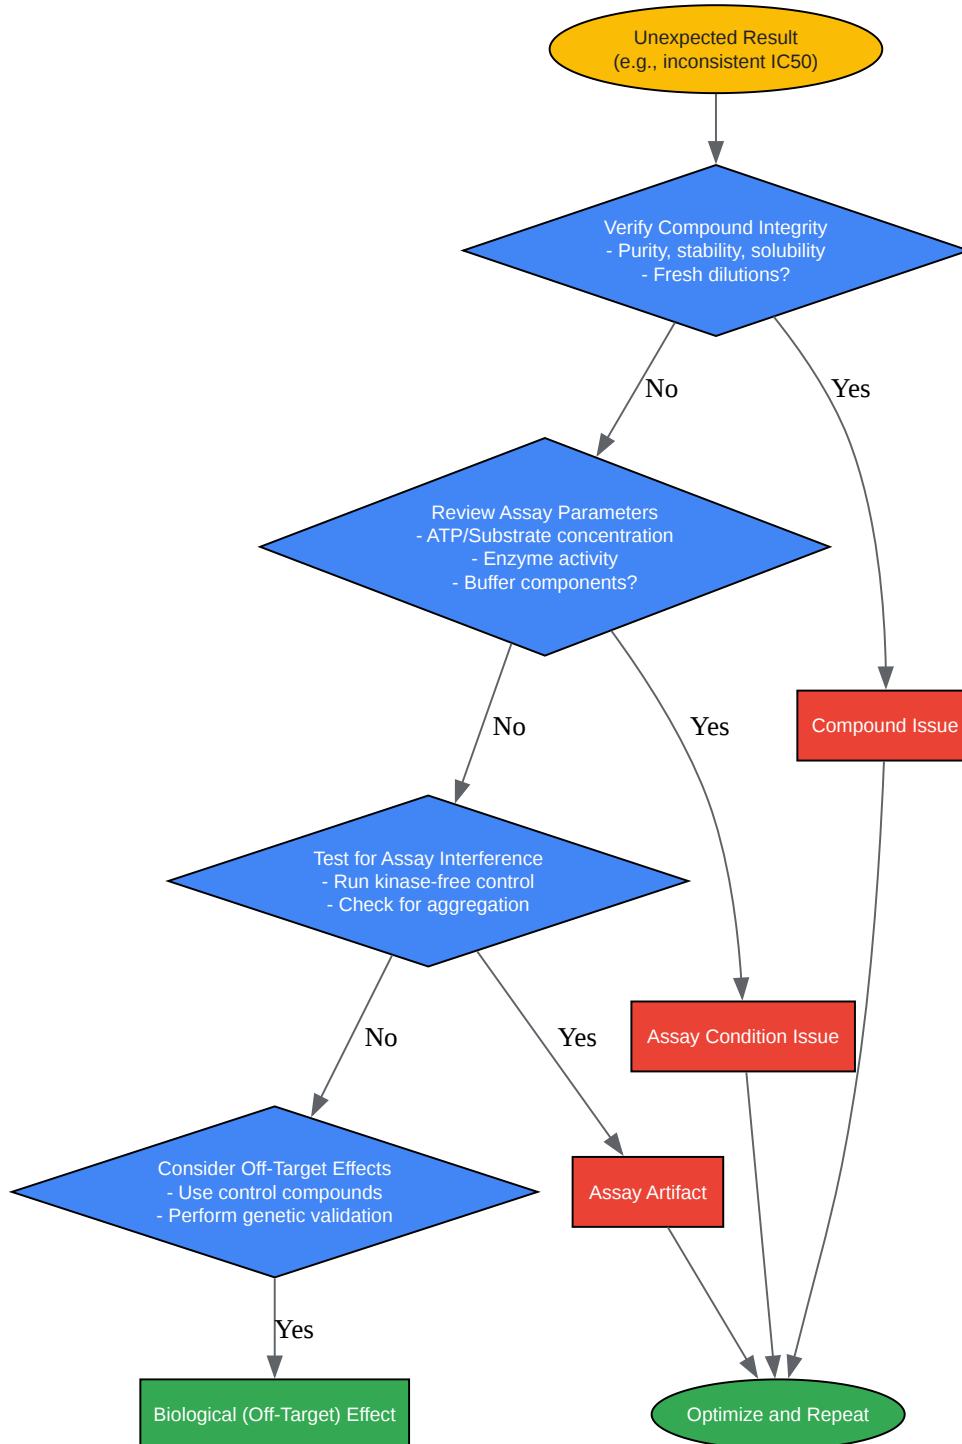 Unexpected Result
(e.g., inconsistent IC50)
Verify Compound Integrity
- Purity, stability, solubility
- Fresh dilutions?
No
Yes
Review Assay Parameters
- ATP/Substrate concentration
- Enzyme activity
- Buffer components?
No
Yes
Compound Issue
Test for Assay Interference
- Run kinase-free control
- Check for aggregation
No
Yes
Assay Condition Issue
Consider Off-Target Effects
- Use control compounds
- Perform genetic validation
Assay Artifact
Yes
Biological (Off-Target) Effect
Optimize and Repeat